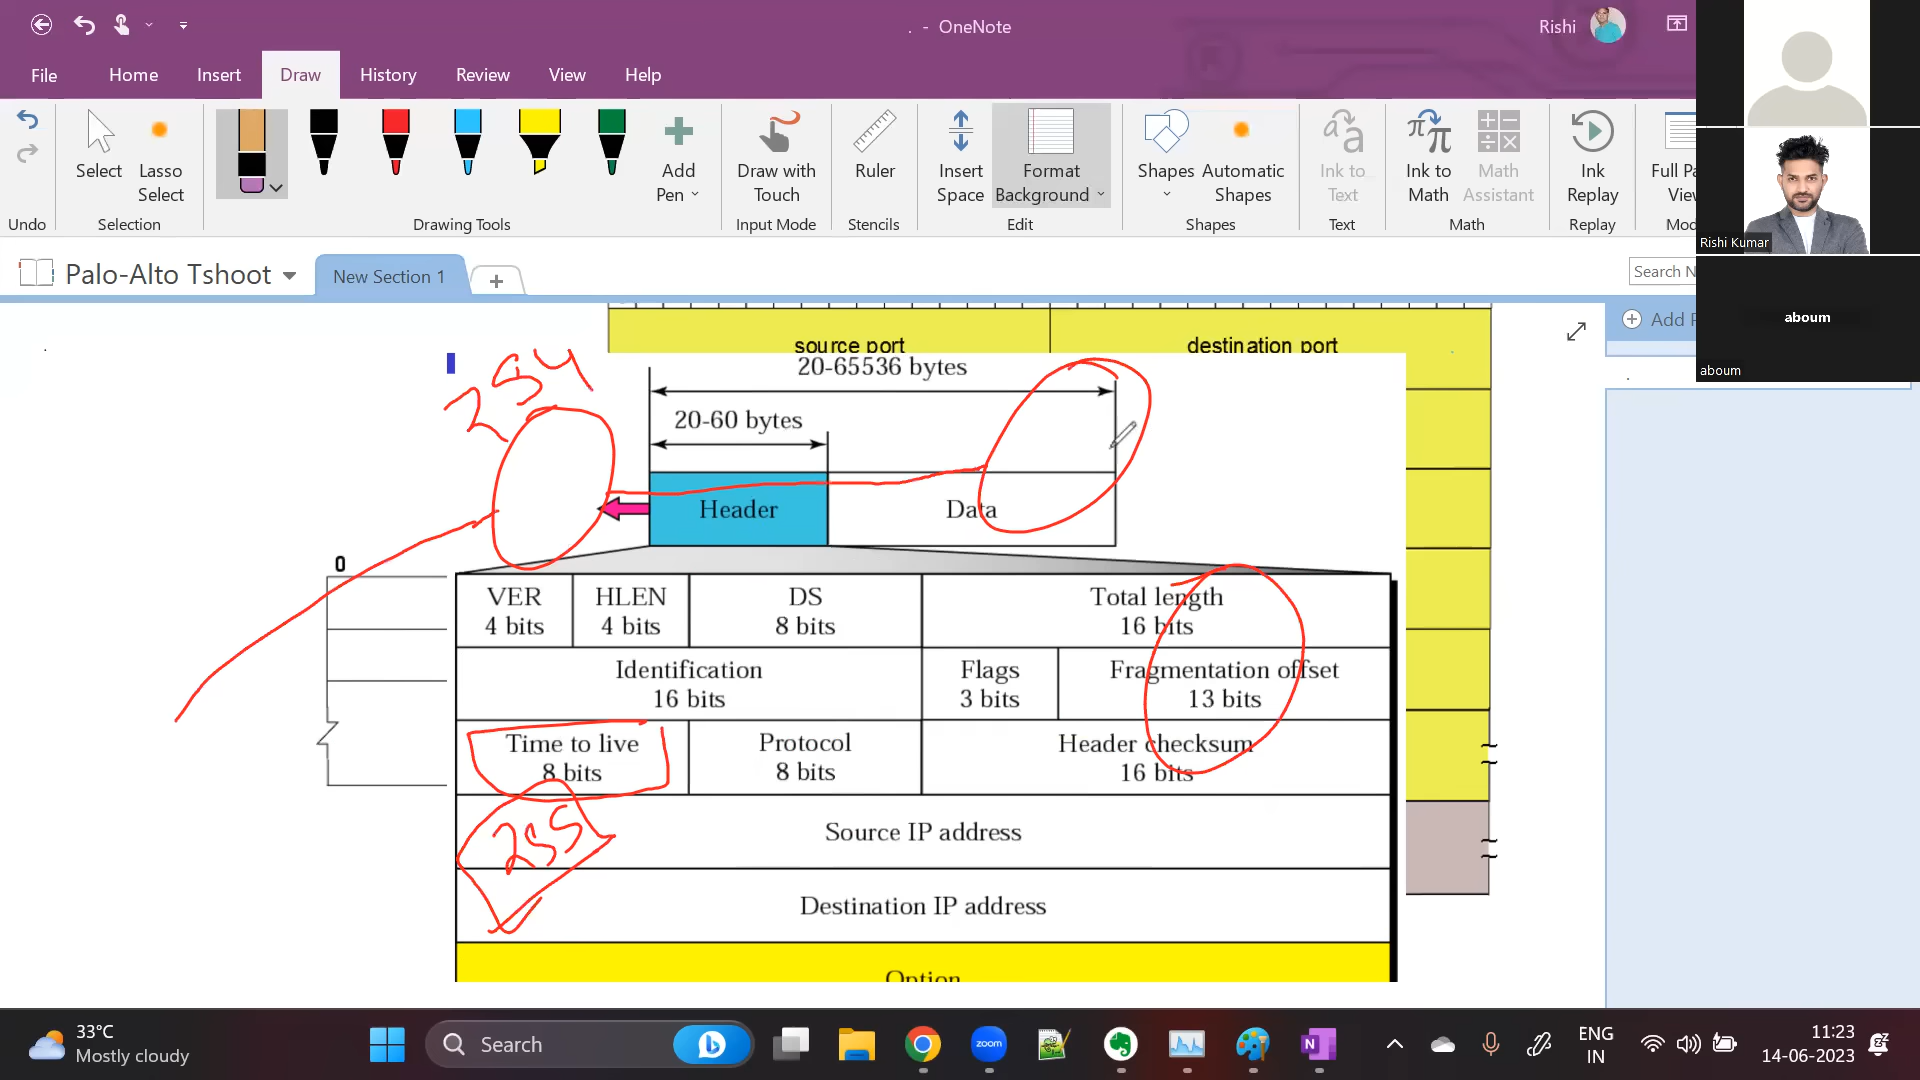 . - OneNote
Rishi
File Home Insert Draw History Review View Help
Select
Lasso Select
Add Pen
Draw with Touch
Ruler
Insert Space
Format Background
Shapes
Automatic Shapes
Ink to Text
Ink to Math
Math Assistant
Ink Replay
Full Pa
View
Undo Selection Drawing Tools Input Mode Stencils Edit Shapes Text Math Replay Mod
Rishi Kumar
Palo-Alto Tshoot New Section 1
Search N
Add P
aboum
aboum
source port destination port
20-65536 bytes
254
20-60 bytes
Header Data
0
VER
4 bits
HLEN
4 bits
DS
8 bits
Total length
16 bits
Identification
16 bits
Flags
3 bits
Fragmentation offset
13 bits
Time to live
8 bits
Protocol
8 bits
Header checksum
16 bits
255
Source IP address
Destination IP address
Option
33°C
Mostly cloudy
Search
zoom
N
ENG
IN
11:23
14-06-2023